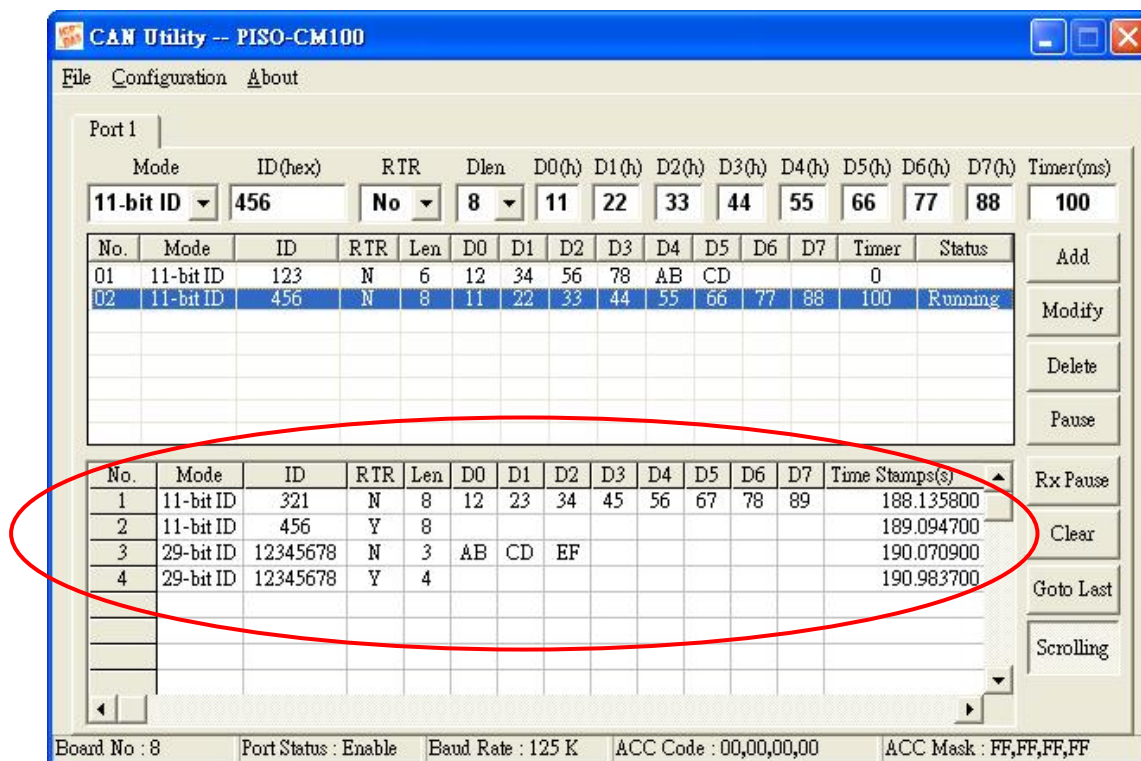 CAN Utility -- PISO-CM100
File Configuration About
Port 1
Mode ID(hex) RTR Dlen D0(h) D1(h) D2(h) D3(h) D4(h) D5(h) D6(h) D7(h) Timer(ms)
11-bit ID 456 No 8 11 22 33 44 55 66 77 88 100
No. Mode ID RTR Len D0 D1 D2 D3 D4 D5 D6 D7 Timer Status
01 11-bit ID 123 N 6 12 34 56 78 AB CD 0
02 11-bit ID 456 N 8 11 22 33 44 55 66 77 88 100 Running
Add
Modify
Delete
Pause
No. Mode ID RTR Len D0 D1 D2 D3 D4 D5 D6 D7 Time Stamps(s)
1 11-bit ID 321 N 8 12 23 34 45 56 67 78 89 188.135800
2 11-bit ID 456 Y 8 189.094700
3 29-bit ID 12345678 N 3 AB CD EF 190.070900
4 29-bit ID 12345678 Y 4 190.983700
Rx Pause
Clear
Goto Last
Scrolling
Board No : 8 Port Status : Enable Baud Rate : 125 K ACC Code : 00,00,00,00 ACC Mask : FF,FF,FF,FF